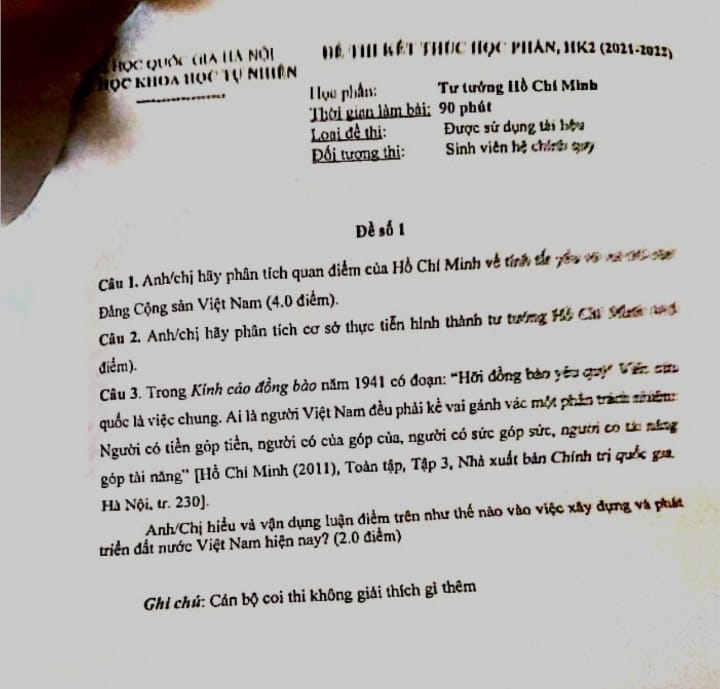 HỌC QUỐC GIA HÀ NỘI
HỌC KHOA HỌC TỰ NHIÊN
ĐỀ THI KẾT THÚC HỌC PHẦN, HK2 (2021-2022)
Học phần: Tư tưởng Hồ Chí Minh
Thời gian làm bài: 90 phút
Loại đề thi: Được sử dụng tài liệu
Đối tượng thi: Sinh viên hệ chính quy
Đề số 1
Câu 1. Anh/chị hãy phân tích quan điểm của Hồ Chí Minh về tính tất yếu
Đảng Cộng sản Việt Nam (4.0 điểm).
Câu 2. Anh/chị hãy phân tích cơ sở thực tiễn hình thành tư tưởng Hồ Chí Minh
điểm).
Câu 3. Trong Kính cáo đồng bào năm 1941 có đoạn: “Hỡi đồng bào yêu quý! Việc cứu
quốc là việc chung. Ai là người Việt Nam đều phải kề vai gánh vác một phần trách nhiệm:
Người có tiền góp tiền, người có của góp của, người có sức góp sức, người có tài năng
góp tài năng” [Hồ Chí Minh (2011), Toàn tập, Tập 3, Nhà xuất bản Chính trị quốc gia,
Hà Nội, tr. 230].
Anh/Chị hiểu và vận dụng luận điểm trên như thế nào vào việc xây dựng và phát
triển đất nước Việt Nam hiện nay? (2.0 điểm)
Ghi chú: Cán bộ coi thi không giải thích gì thêm